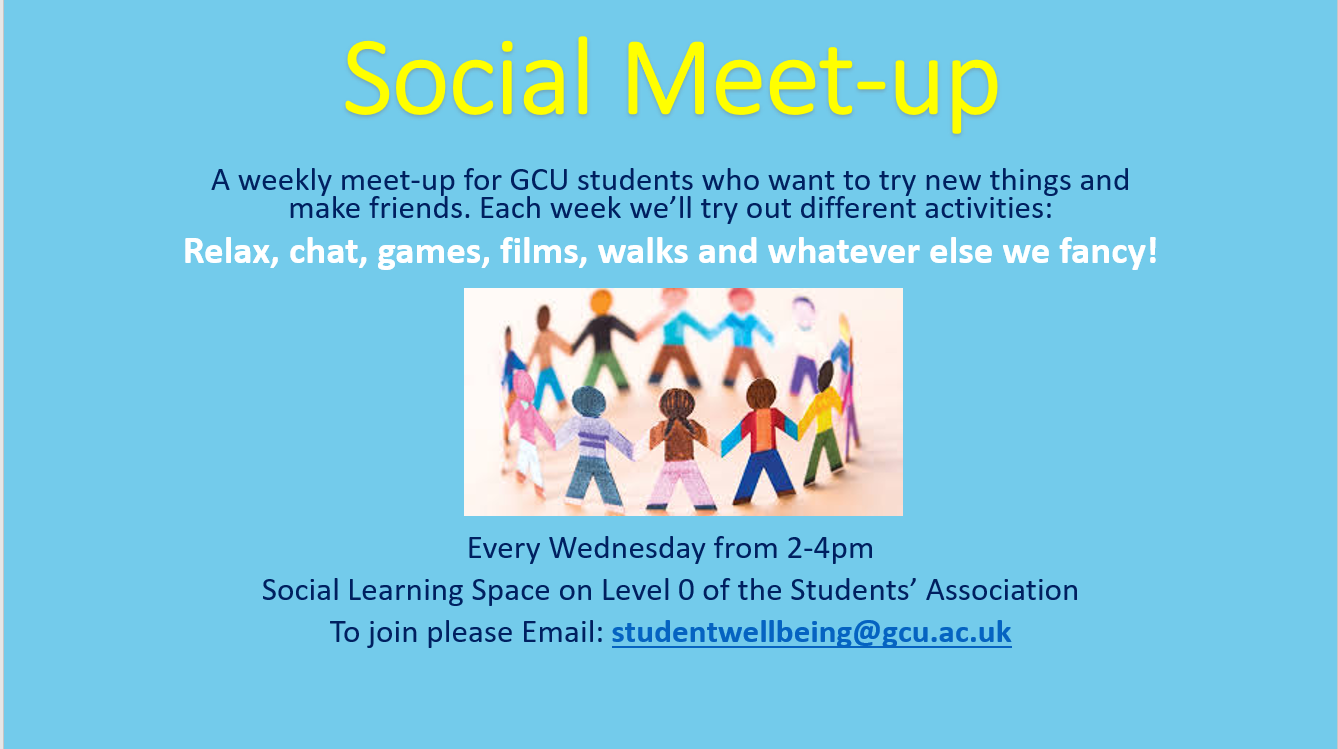 Social Meet-up
A weekly meet-up for GCU students who want to try new things and
make friends. Each week we’ll try out different activities:
Relax, chat, games, films, walks and whatever else we fancy!
Every Wednesday from 2-4pm
Social Learning Space on Level 0 of the Students’ Association
To join please Email: studentwellbeing@gcu.ac.uk